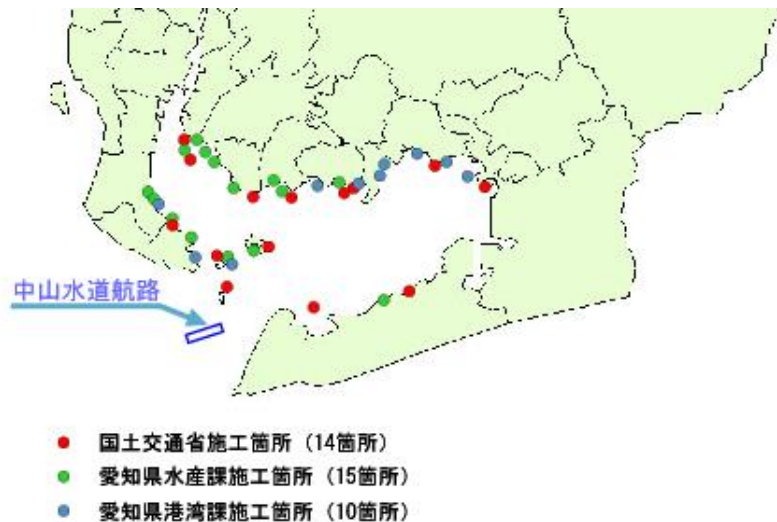 中山水道航路
国土交通省施工箇所（14箇所）
愛知県水産課施工箇所（15箇所）
愛知県港湾課施工箇所（10箇所）